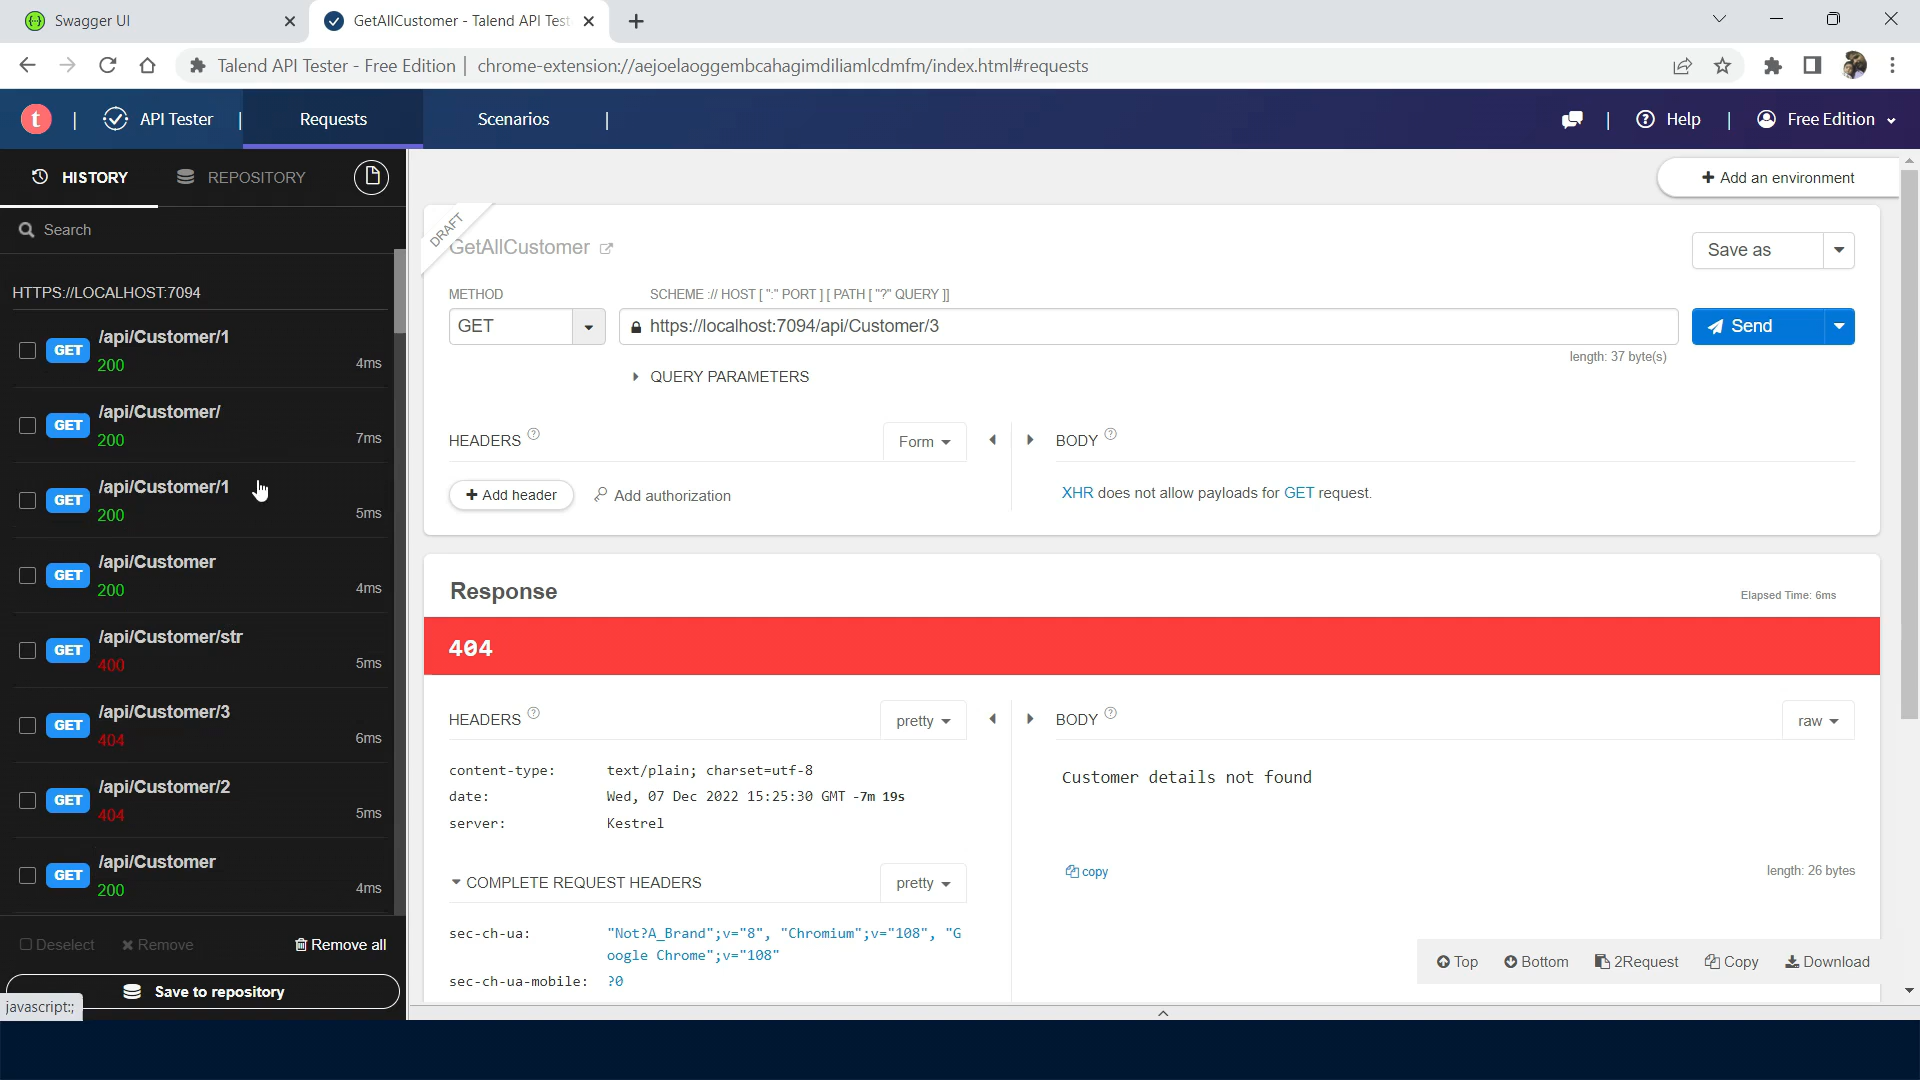 Swagger UI
GetAllCustomer - Talend API Test
Talend API Tester - Free Edition | chrome-extension://aejoelaoggembcahagimdiliamlcdmfm/index.html#requests
t | API Tester | Requests Scenarios | | Help | Free Edition
HISTORY REPOSITORY
Search
HTTPS://LOCALHOST:7094
GET /api/Customer/1
200 4ms
GET /api/Customer/
200 7ms
GET /api/Customer/1
200 5ms
GET /api/Customer
200 4ms
GET /api/Customer/str
400 5ms
GET /api/Customer/3
404 6ms
GET /api/Customer/2
404 5ms
GET /api/Customer
200 4ms
Deselect Remove Remove all
Save to repository
javascript:;
+ Add an environment
DRAFT
GetAllCustomer
Save as
METHOD SCHEME :// HOST [ ":" PORT ] [ PATH [ "?" QUERY ]]
GET https://localhost:7094/api/Customer/3 Send
length: 37 byte(s)
QUERY PARAMETERS
HEADERS ? Form BODY ?
+ Add header Add authorization XHR does not allow payloads for GET request.
Response Elapsed Time: 6ms
404
HEADERS ? pretty BODY ? raw
content-type: text/plain; charset=utf-8 Customer details not found
date: Wed, 07 Dec 2022 15:25:30 GMT -7m 19s
server: Kestrel
copy length: 26 bytes
COMPLETE REQUEST HEADERS pretty
sec-ch-ua: "Not?A_Brand";v="8", "Chromium";v="108", "G
oogle Chrome";v="108"
sec-ch-ua-mobile: ?0
Top Bottom 2Request Copy Download